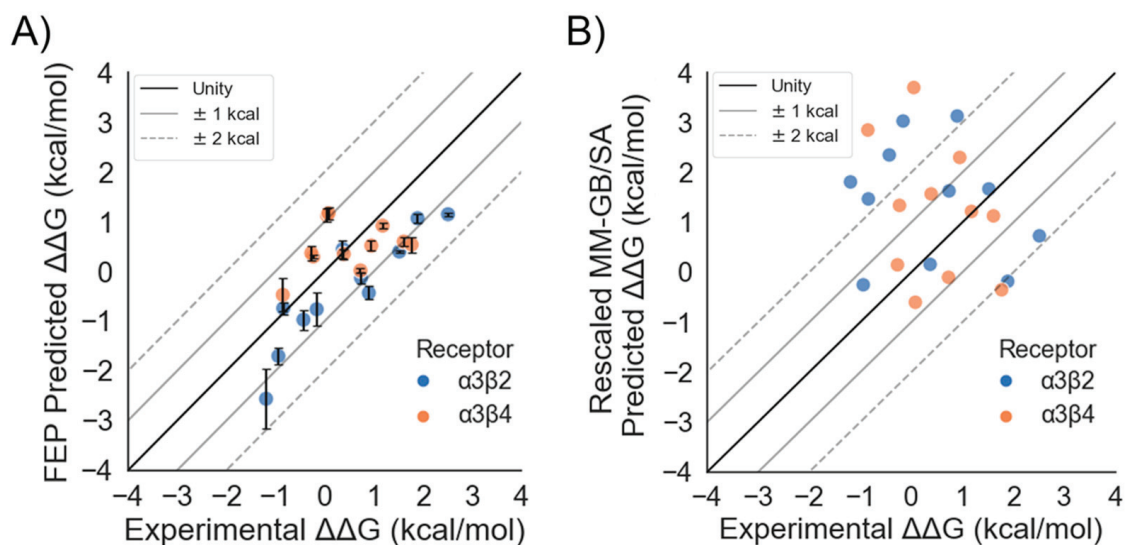 A)
FEP Predicted ΔΔG (kcal/mol)
4
3
2
1
0
−1
−2
−3
−4
Unity
± 1 kcal
± 2 kcal
Receptor
α3β2
α3β4
−4 −3 −2 −1 0 1 2 3 4
Experimental ΔΔG (kcal/mol)
B)
Rescaled MM-GB/SA
Predicted ΔΔG (kcal/mol)
4
3
2
1
0
−1
−2
−3
−4
Unity
± 1 kcal
± 2 kcal
Receptor
α3β2
α3β4
−4 −3 −2 −1 0 1 2 3 4
Experimental ΔΔG (kcal/mol)